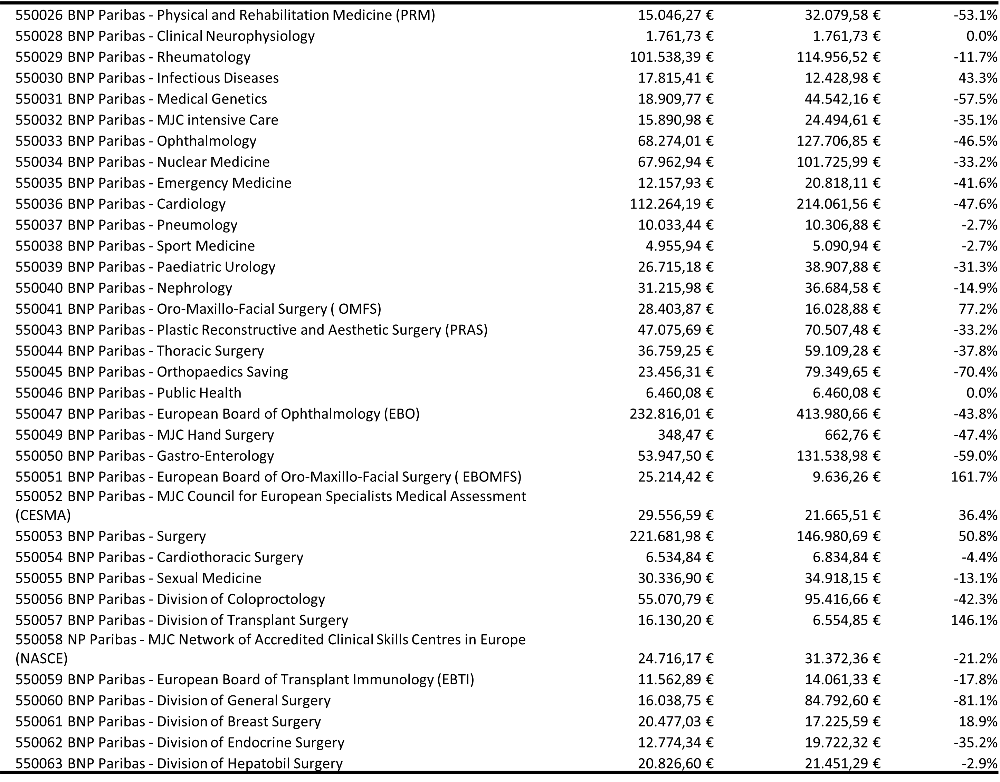 550026 BNP Paribas - Physical and Rehabilitation Medicine (PRM) 15.046,27 € 32.079,58 € -53.1%
550028 BNP Paribas - Clinical Neurophysiology 1.761,73 € 1.761,73 € 0.0%
550029 BNP Paribas - Rheumatology 101.538,39 € 114.956,52 € -11.7%
550030 BNP Paribas - Infectious Diseases 17.815,41 € 12.428,98 € 43.3%
550031 BNP Paribas - Medical Genetics 18.909,77 € 44.542,16 € -57.5%
550032 BNP Paribas - MJC intensive Care 15.890,98 € 24.494,61 € -35.1%
550033 BNP Paribas - Ophthalmology 68.274,01 € 127.706,85 € -46.5%
550034 BNP Paribas - Nuclear Medicine 67.962,94 € 101.725,99 € -33.2%
550035 BNP Paribas - Emergency Medicine 12.157,93 € 20.818,11 € -41.6%
550036 BNP Paribas - Cardiology 112.264,19 € 214.061,56 € -47.6%
550037 BNP Paribas - Pneumology 10.033,44 € 10.306,88 € -2.7%
550038 BNP Paribas - Sport Medicine 4.955,94 € 5.090,94 € -2.7%
550039 BNP Paribas - Paediatric Urology 26.715,18 € 38.907,88 € -31.3%
550040 BNP Paribas - Nephrology 31.215,98 € 36.684,58 € -14.9%
550041 BNP Paribas - Oro-Maxillo-Facial Surgery ( OMFS) 28.403,87 € 16.028,88 € 77.2%
550043 BNP Paribas - Plastic Reconstructive and Aesthetic Surgery (PRAS) 47.075,69 € 70.507,48 € -33.2%
550044 BNP Paribas - Thoracic Surgery 36.759,25 € 59.109,28 € -37.8%
550045 BNP Paribas - Orthopaedics Saving 23.456,31 € 79.349,65 € -70.4%
550046 BNP Paribas - Public Health 6.460,08 € 6.460,08 € 0.0%
550047 BNP Paribas - European Board of Ophthalmology (EBO) 232.816,01 € 413.980,66 € -43.8%
550049 BNP Paribas - MJC Hand Surgery 348,47 € 662,76 € -47.4%
550050 BNP Paribas - Gastro-Enterology 53.947,50 € 131.538,98 € -59.0%
550051 BNP Paribas - European Board of Oro-Maxillo-Facial Surgery ( EBOMFS) 25.214,42 € 9.636,26 € 161.7%
550052 BNP Paribas - MJC Council for European Specialists Medical Assessment
(CESMA) 29.556,59 € 21.665,51 € 36.4%
550053 BNP Paribas - Surgery 221.681,98 € 146.980,69 € 50.8%
550054 BNP Paribas - Cardiothoracic Surgery 6.534,84 € 6.834,84 € -4.4%
550055 BNP Paribas - Sexual Medicine 30.336,90 € 34.918,15 € -13.1%
550056 BNP Paribas - Division of Coloproctology 55.070,79 € 95.416,66 € -42.3%
550057 BNP Paribas - Division of Transplant Surgery 16.130,20 € 6.554,85 € 146.1%
550058 NP Paribas - MJC Network of Accredited Clinical Skills Centres in Europe
(NASCE) 24.716,17 € 31.372,36 € -21.2%
550059 BNP Paribas - European Board of Transplant Immunology (EBTI) 11.562,89 € 14.061,33 € -17.8%
550060 BNP Paribas - Division of General Surgery 16.038,75 € 84.792,60 € -81.1%
550061 BNP Paribas - Division of Breast Surgery 20.477,03 € 17.225,59 € 18.9%
550062 BNP Paribas - Division of Endocrine Surgery 12.774,34 € 19.722,32 € -35.2%
550063 BNP Paribas - Division of Hepatobil Surgery 20.826,60 € 21.451,29 € -2.9%